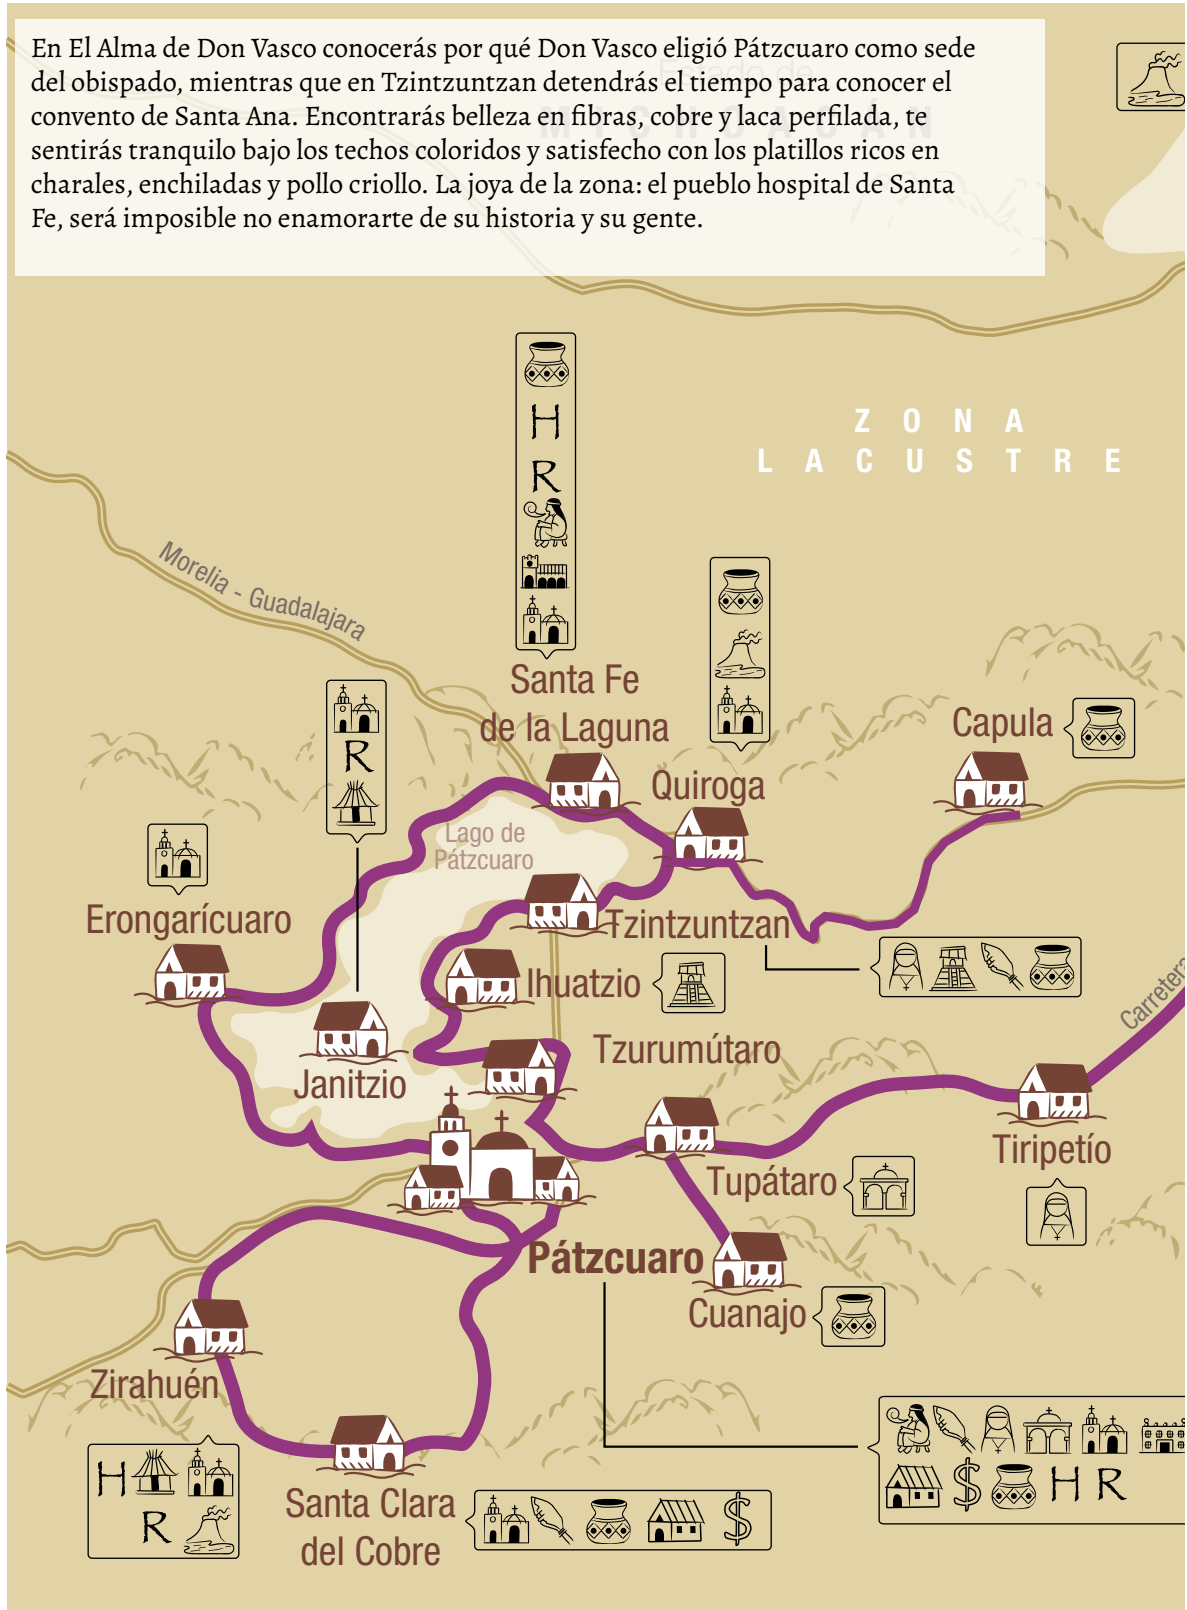 En El Alma de Don Vasco conocerás por qué Don Vasco eligió Pátzcuaro como sede
del obispado, mientras que en Tzintzuntzan detendrás el tiempo para conocer el
convento de Santa Ana. Encontrarás belleza en fibras, cobre y laca perfilada, te
sentirás tranquilo bajo los techos coloridos y satisfecho con los platillos ricos en
charales, enchiladas y pollo criollo. La joya de la zona: el pueblo hospital de Santa
Fe, será imposible no enamorarte de su historia y su gente.
Estado de
MICHOACÁN
ZONA
LACUSTRE
H
R
Morelia - Guadalajara
Santa Fe
de la Laguna
R
Capula
Quiroga
Lago de
Pátzcuaro
Erongarícuaro
Tzintzuntzan
Ihuatzio
Carretera
Tzurumútaro
Janitzio
Tiripetío
Tupátaro
Pátzcuaro
Cuanajo
Zirahuén
H
R
$ H R
Santa Clara
del Cobre
$